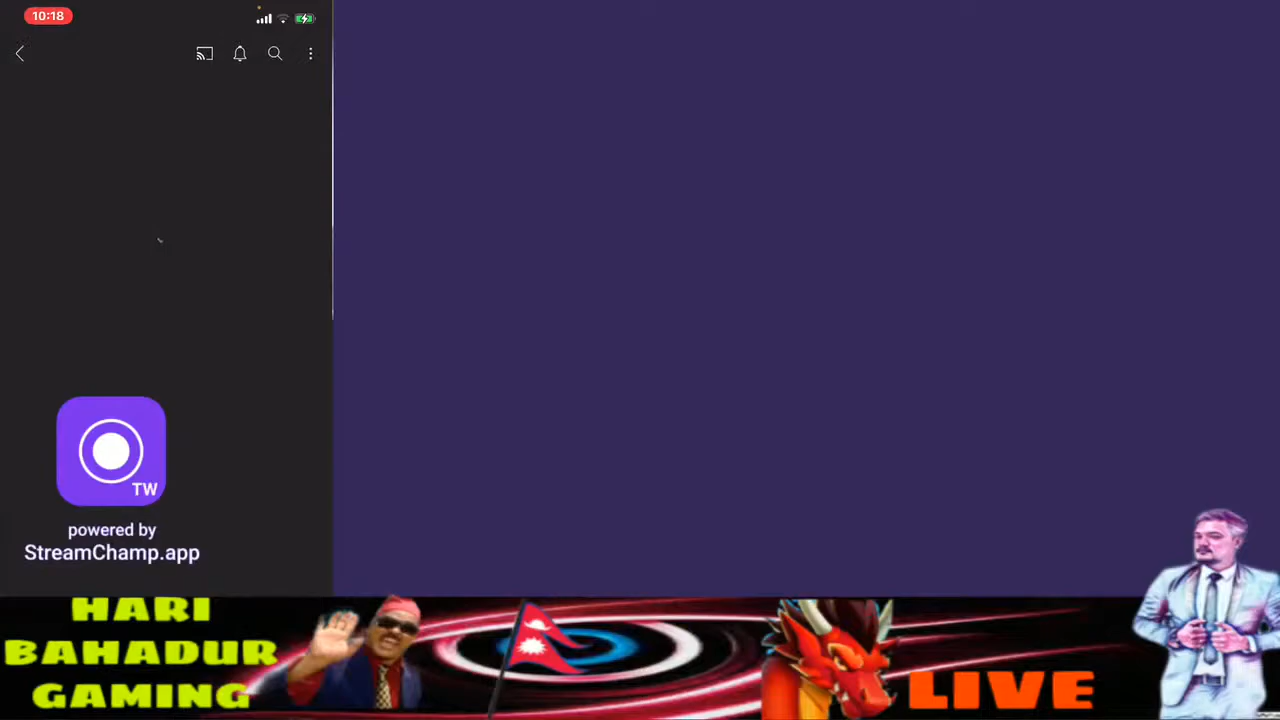 10:18
TW
powered by
StreamChamp.app
HARI
BAHADUR
GAMING
LIVE